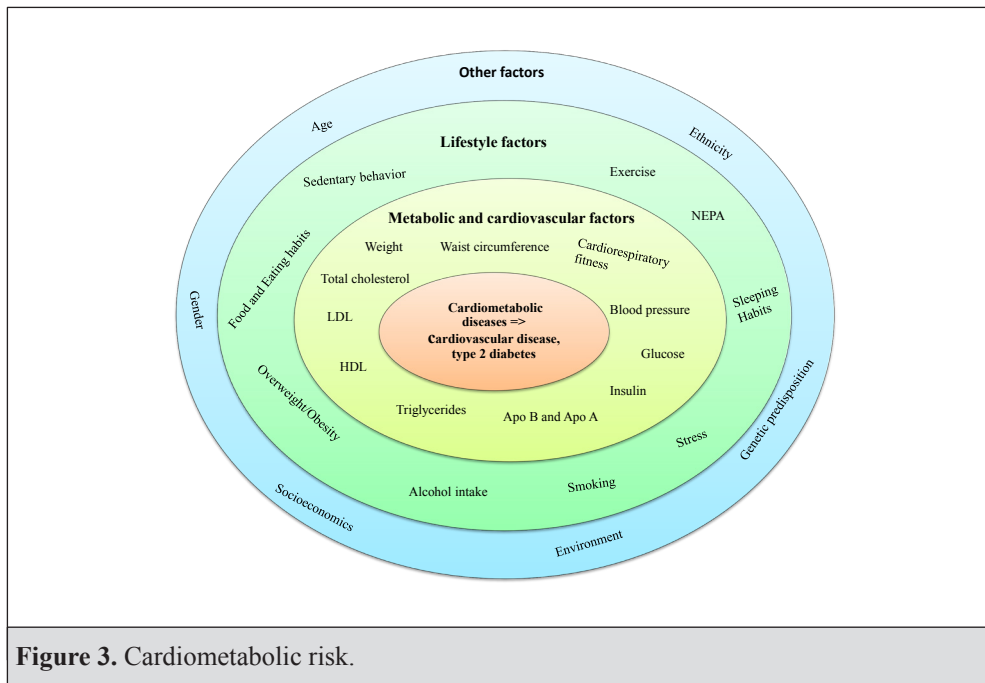 Other factors
Age
Ethnicity
Lifestyle factors
Sedentary behavior
Exercise
NEPA
Metabolic and cardiovascular factors
Weight
Waist circumference
Cardiorespiratory
fitness
Total cholesterol
Food and Eating habits
Gender
LDL
Cardiometabolic
diseases =>
cardiovascular disease,
type 2 diabetes
Blood pressure
Sleeping
Habits
HDL
Glucose
Insulin
Overweight/Obesity
Triglycerides
Apo B and Apo A
Genetic predisposition
Stress
Alcohol intake
Smoking
Socioeconomics
Environment
Figure 3. Cardiometabolic risk.